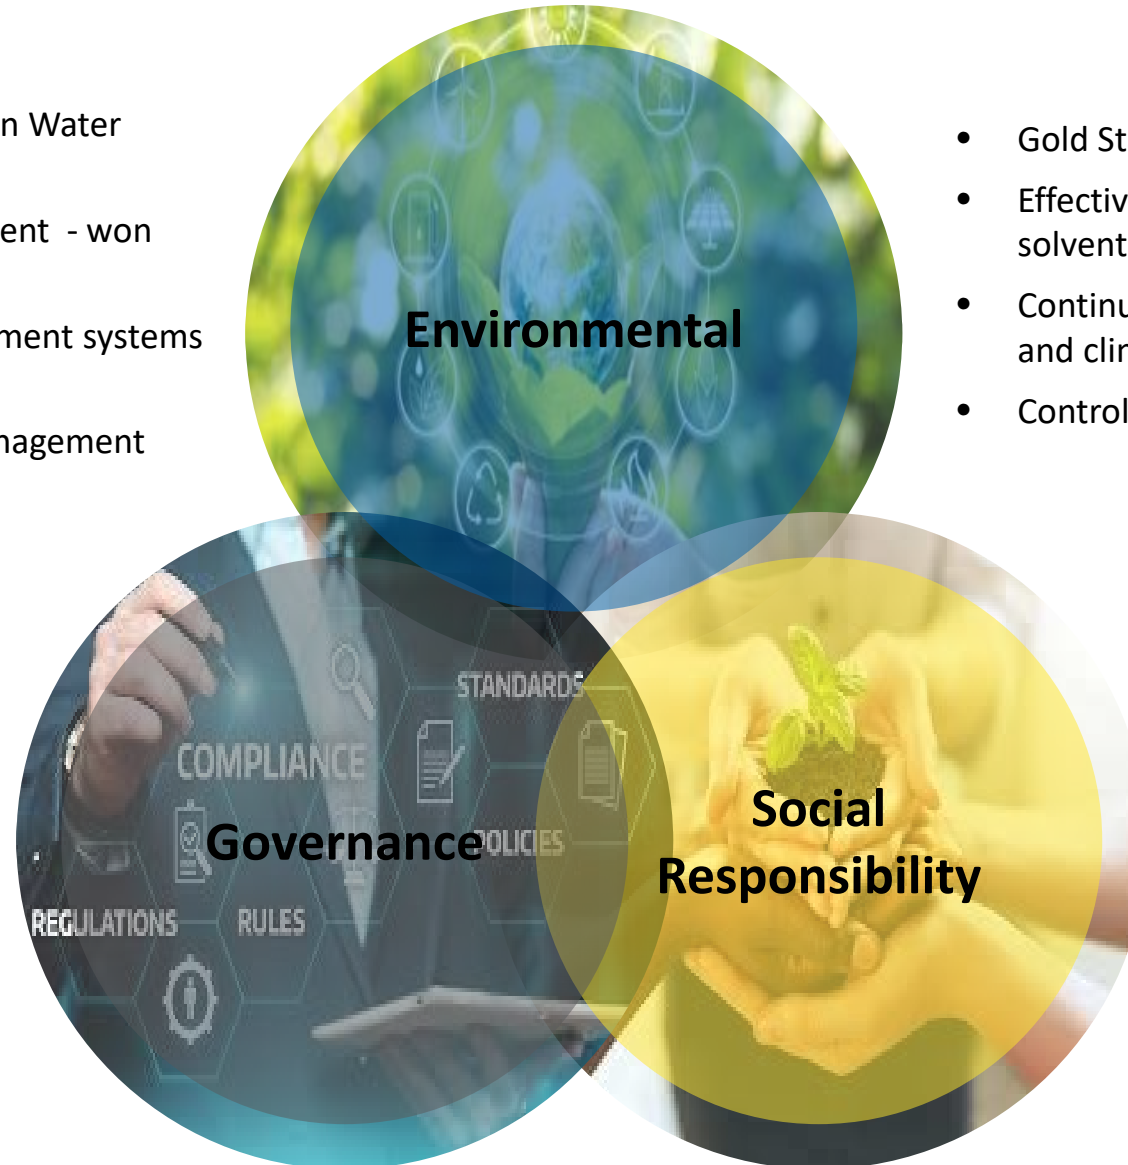 n Water
ent - won
ment systems
nagement
• Gold St
• Effectiv
solvent
• Continu
and clin
• Control
Environmental
STANDARDS
COMPLIANCE
Governance
POLICIES
REGULATIONS
RULES
Social
Responsibility